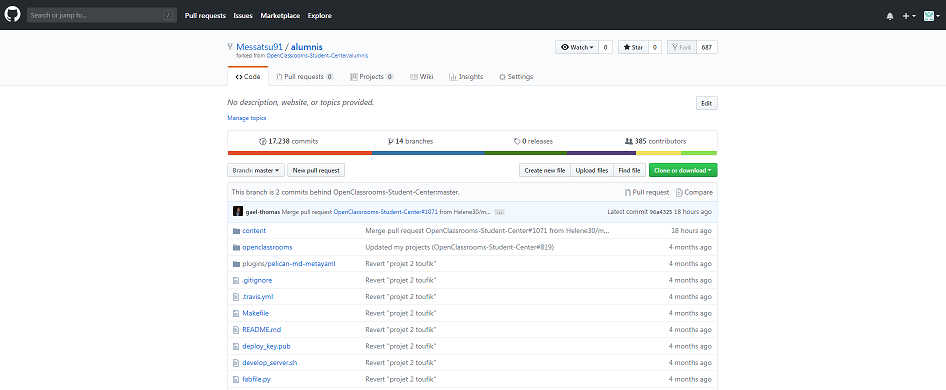 Search or jump to... / Pull requests Issues Marketplace Explore
Messatsu91 / alumnis Watch 0 Star 0 Fork 687
forked from OpenClassrooms-Student-Center/alumnis
Code Pull requests 0 Projects 0 Wiki Insights Settings
No description, website, or topics provided. Edit
Manage topics
17,238 commits 14 branches 0 releases 385 contributors
Branch: master New pull request Create new file Upload files Find file Clone or download
This branch is 2 commits behind OpenClassrooms-Student-Center:master. Pull request Compare
gael-thomas Merge pull request OpenClassrooms-Student-Center#1071 from Helene30/m... ... Latest commit 96a4325 18 hours ago
content Merge pull request OpenClassrooms-Student-Center#1071 from Helene30/m... 18 hours ago
openclassrooms Updated my projects (OpenClassrooms-Student-Center#819) 4 months ago
plugins/pelican-md-metayaml Revert "projet 2 toufik" 4 months ago
.gitignore Revert "projet 2 toufik" 4 months ago
.travis.yml Revert "projet 2 toufik" 4 months ago
Makefile Revert "projet 2 toufik" 4 months ago
README.md Revert "projet 2 toufik" 4 months ago
deploy_key.pub Revert "projet 2 toufik" 4 months ago
develop_server.sh Revert "projet 2 toufik" 4 months ago
fabfile.py Revert "projet 2 toufik" 4 months ago